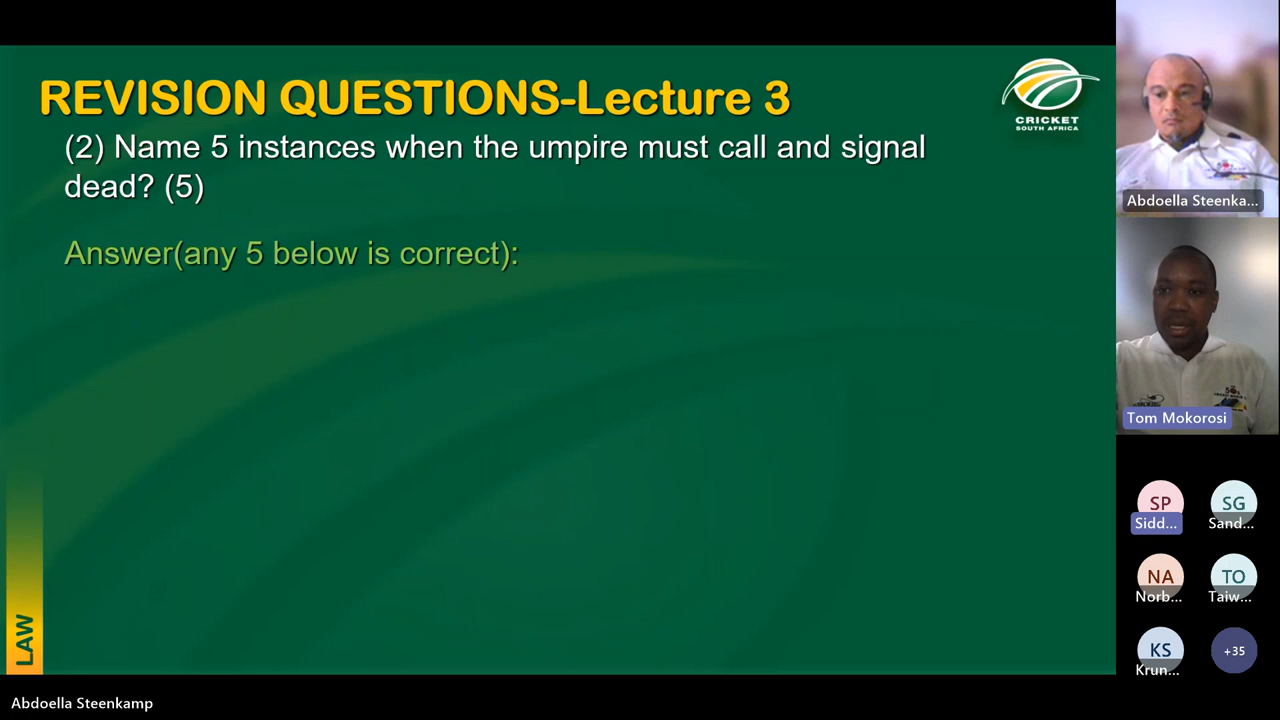 REVISION QUESTIONS-Lecture 3
CRICKET
SOUTH AFRICA
(2) Name 5 instances when the umpire must call and signal
dead? (5)
Answer(any 5 below is correct):
LAW
Abdoella Steenkamp
Abdoella Steenka...
Tom Mokorosi
SP
Sidd...
SG
Sand...
NA
Norb...
TO
Taiw...
KS
Krun...
+35